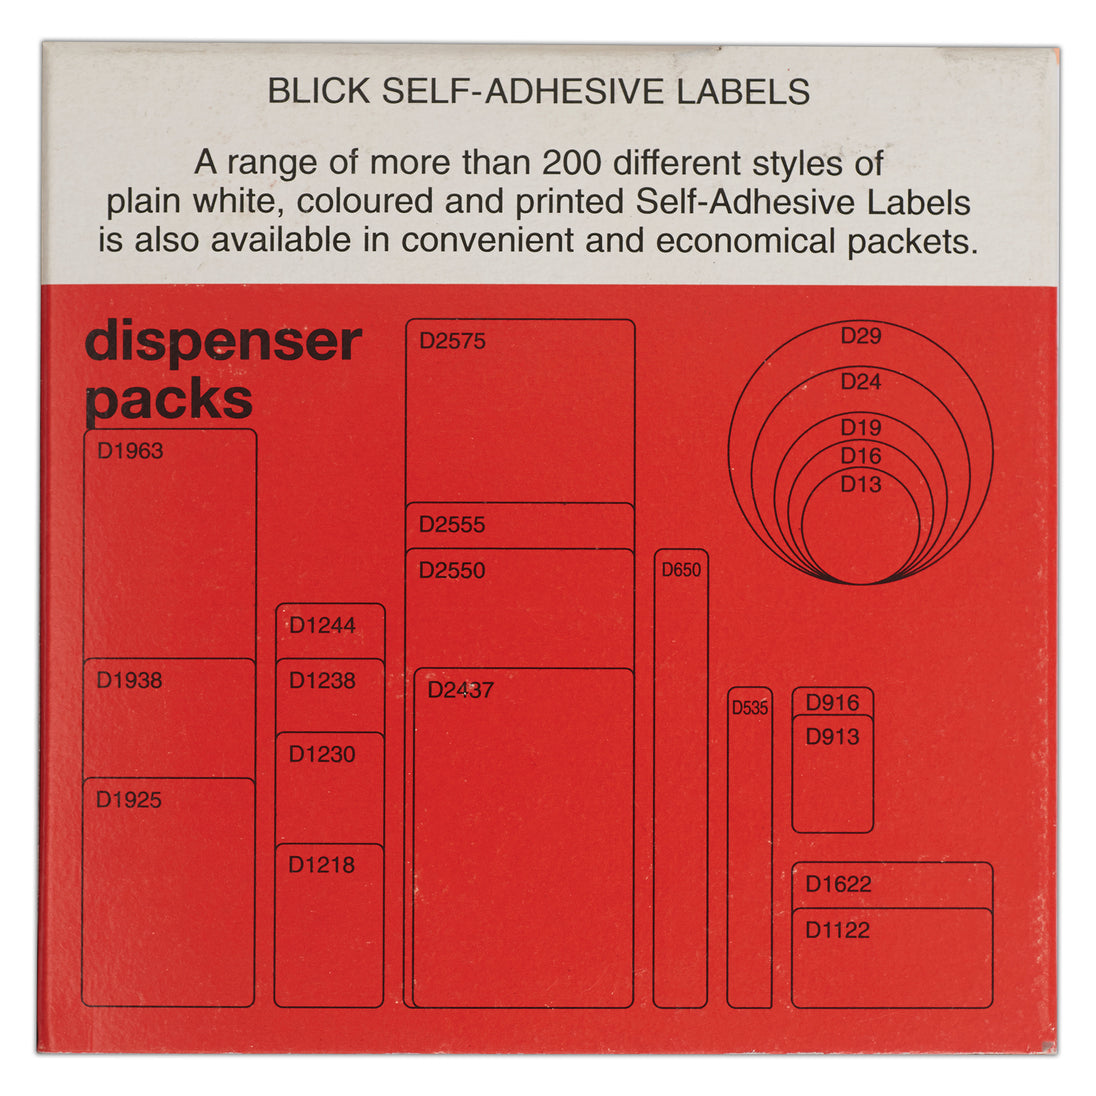 BLICK SELF-ADHESIVE LABELS
A range of more than 200 different styles of
plain white, coloured and printed Self-Adhesive Labels
is also available in convenient and economical packets.
dispenser
packs
D1963
D1938
D1925
D1244
D1238
D1230
D1218
D2575
D2555
D2550
D2437
D650
D535
D29
D24
D19
D16
D13
D916
D913
D1622
D1122